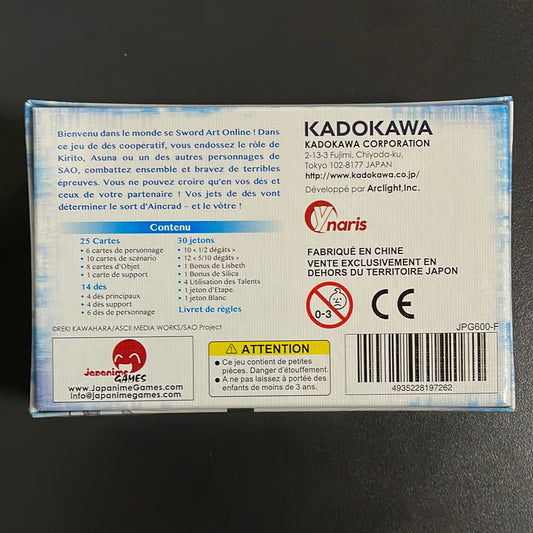 Bienvenu dans le monde se Sword Art Online ! Dans
ce jeu de dés coopératif, vous endossez le rôle de
Kirito, Asuna ou un des autres personnages de
SAO, combattez ensemble et bravez de terribles
épreuves. Vous ne pouvez croire qu'en vos dés et
ceux de votre partenaire ! Vos jets de dés vont
déterminer le sort d'Aincrad - et le vôtre !
Contenu
25 Cartes
• 6 cartes de personnage
• 10 cartes de scénario
• 8 cartes d'Objet
• 1 carte de support
14 dés
• 4 dés principaux
• 4 dés support
• 6 dés de personnage
30 jetons
• 10 « 1/2 dégâts »
• 12 « 5/10 dégâts »
• 1 Bonus de Lisbeth
• 1 Bonus de Silica
• 4 Utilisation des Talents
• 1 jeton d'Etape.
• 1 jeton Blanc
Livret de règles
©REKI KAWAHARA/ASCII MEDIA WORKS/SAO Project
japanime
GAMES
www.JapanimeGames.com
info@japanimegames.com
ATTENTION
• Ce jeu contient de petites
pièces. Danger d'étouffement.
• A ne pas laissez à portée des
enfants de moins de 3 ans.
KADOKAWA
KADOKAWA CORPORATION
2-13-3 Fujimi, Chiyoda-ku,
Tokyo 102-8177 JAPAN
http://www.kadokawa.co.jp/
Développé par Arclight,Inc.
Ynaris
FABRIQUÉ EN CHINE
VENTE EXCLUSIVEMENT EN
DEHORS DU TERRITOIRE JAPON
0-3
CE
JPG600-F
4935228197262